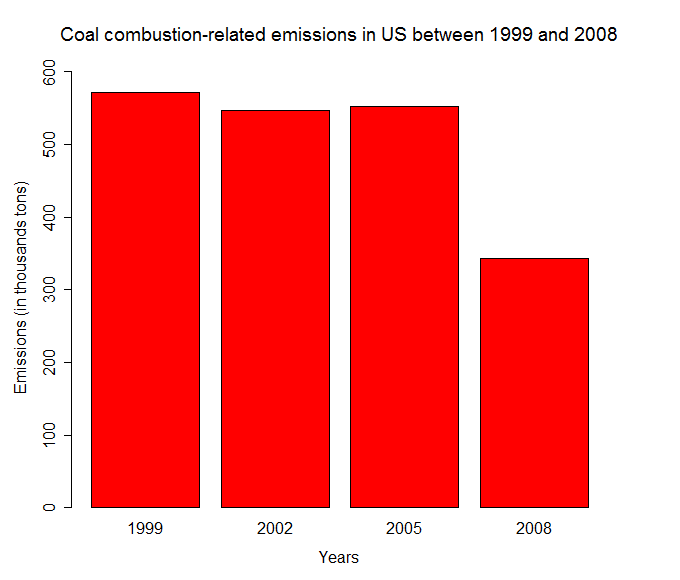 Coal combustion-related emissions in US between 1999 and 2008
Emissions (in thousands tons)
600
500
400
300
200
100
0
1999 2002 2005 2008
Years